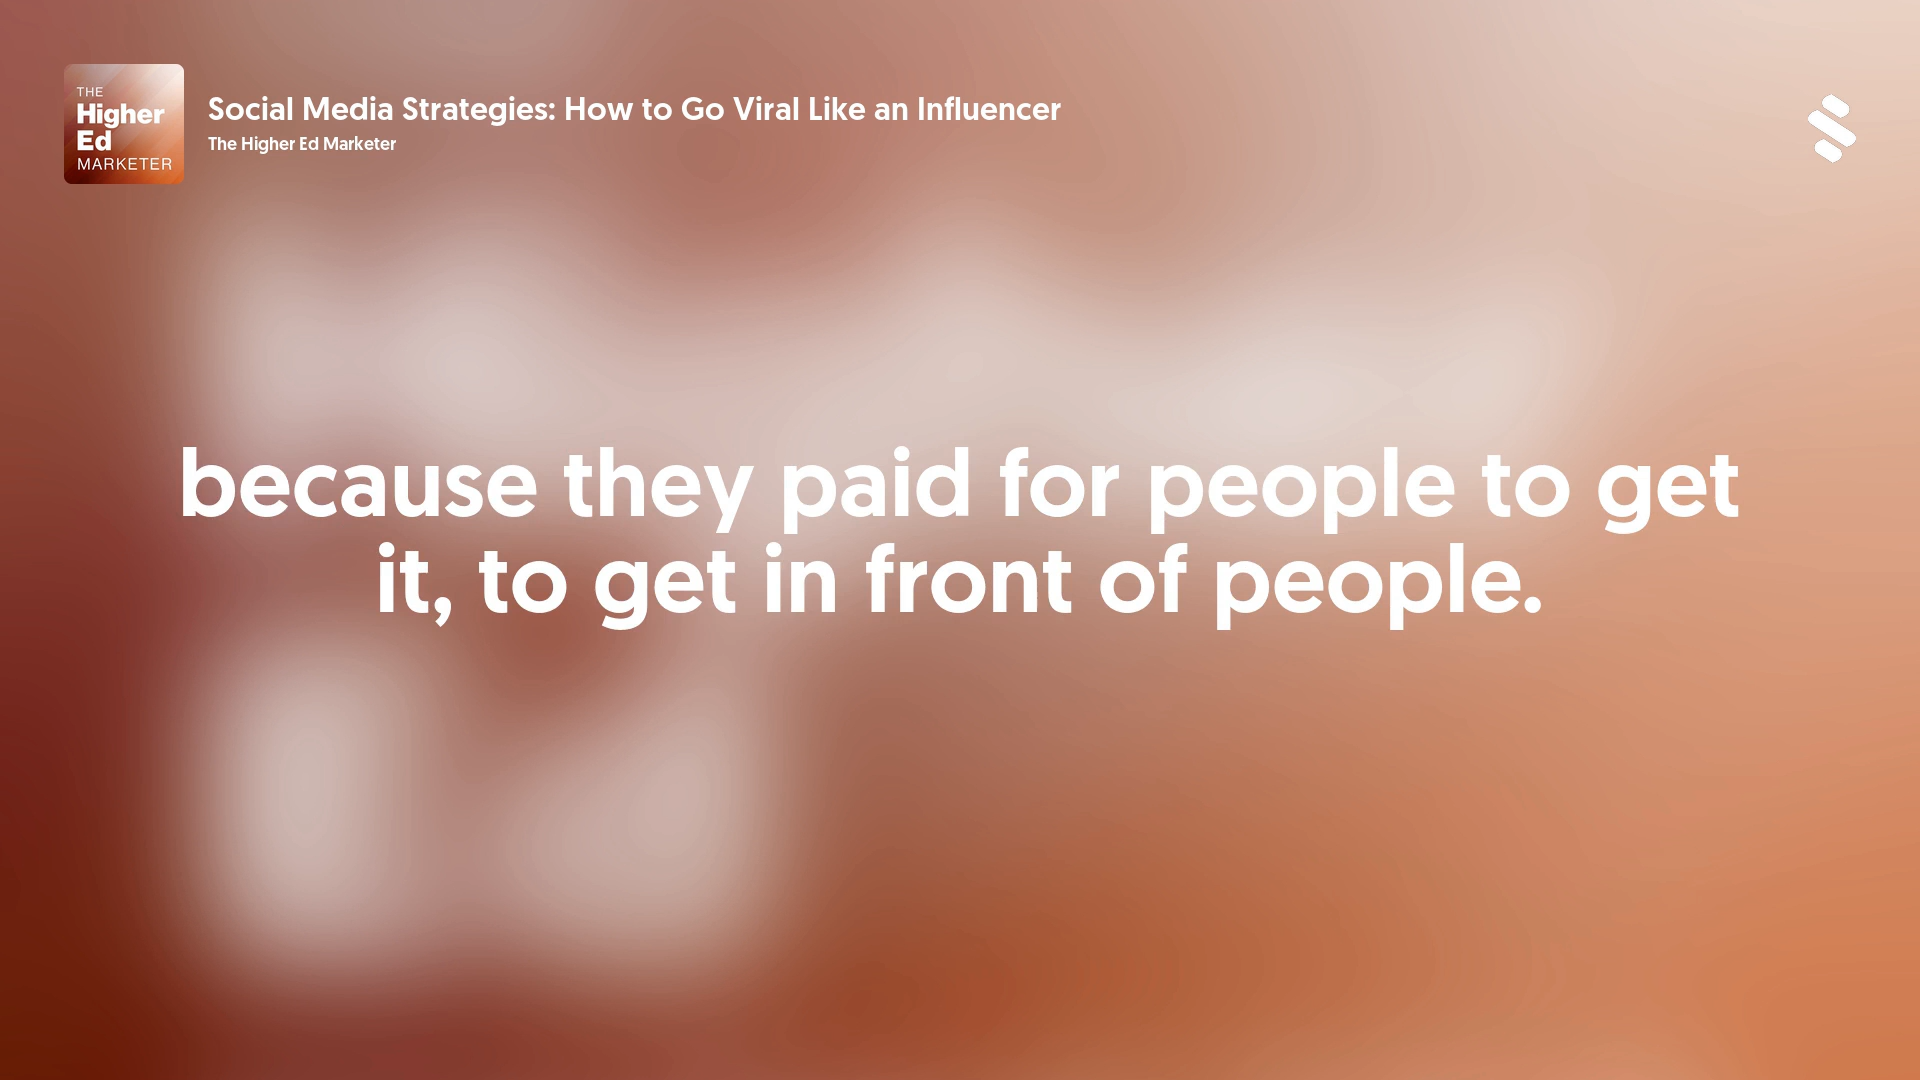 THE
Higher
Ed
MARKETER
Social Media Strategies: How to Go Viral Like an Influencer
The Higher Ed Marketer
because they paid for people to get
it, to get in front of people.